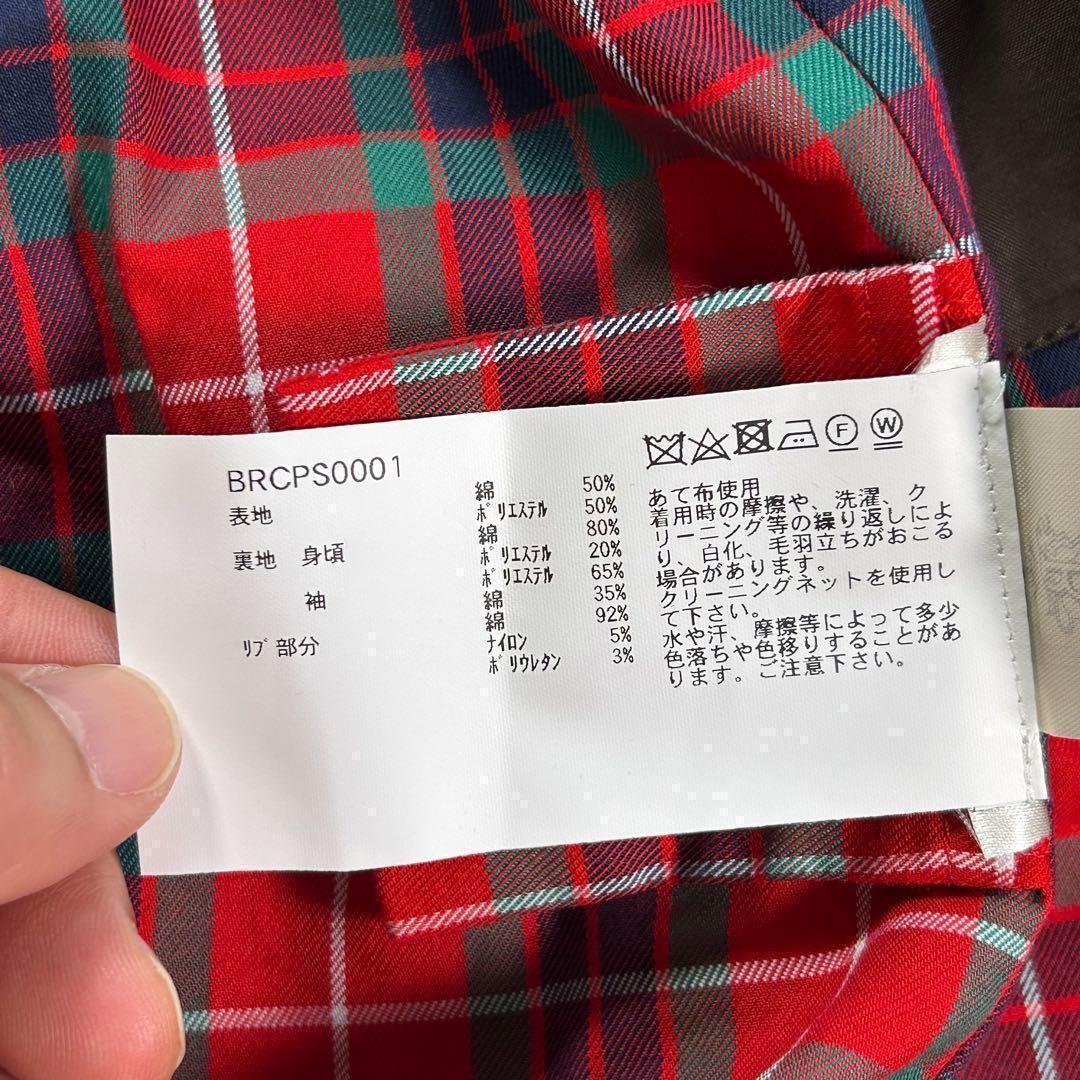 BRCPS0001
表地 綿 50%
ポリエステル 50%
裏地 身頃 綿 80%
ポリエステル 20%
袖 ポリエステル 65%
綿 35%
リブ部分 綿 92%
ナイロン 5%
ポリウレタン 3%
F W
あて布使用
着用時の摩擦や、洗濯、ク
リーニング等の繰り返しによ
り、白化、毛羽立ちがおこる
場合があります。
クリーニングネットを使用し
て下さい。
水や汗、摩擦等によって多少
色落ちや色移りすることがあ
ります。ご注意下さい。